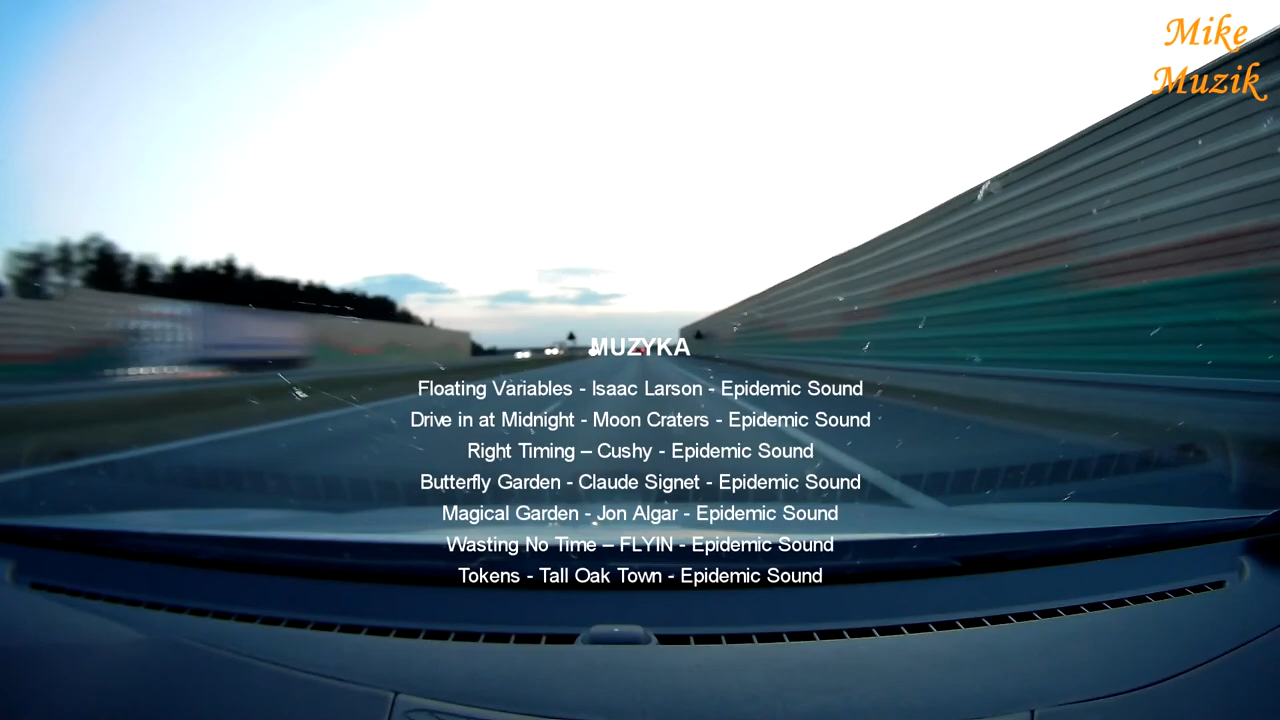 Mike
Muzik
MUZYKA
Floating Variables - Isaac Larson - Epidemic Sound
Drive in at Midnight - Moon Craters - Epidemic Sound
Right Timing – Cushy - Epidemic Sound
Butterfly Garden - Claude Signet - Epidemic Sound
Magical Garden - Jon Algar - Epidemic Sound
Wasting No Time – FLYIN - Epidemic Sound
Tokens - Tall Oak Town - Epidemic Sound